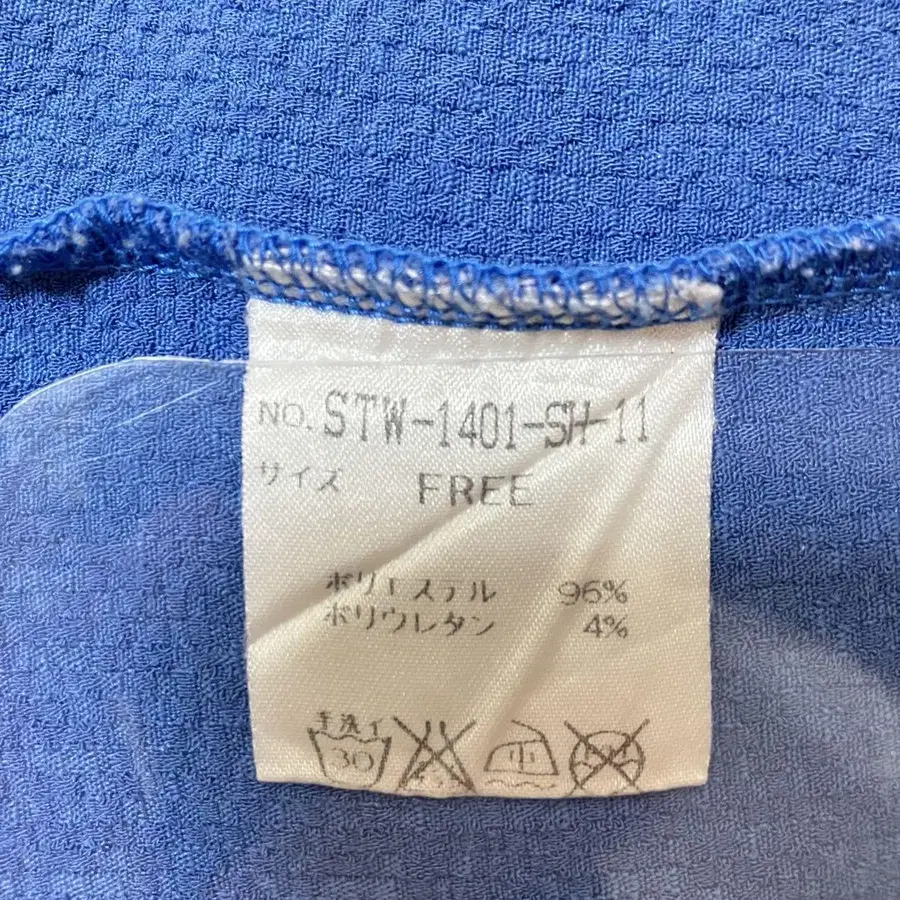 NO. STW-1401-SH-11
サイズ FREE
ポリエステル 96%
ポリウレタン 4%
手洗イ
30 中